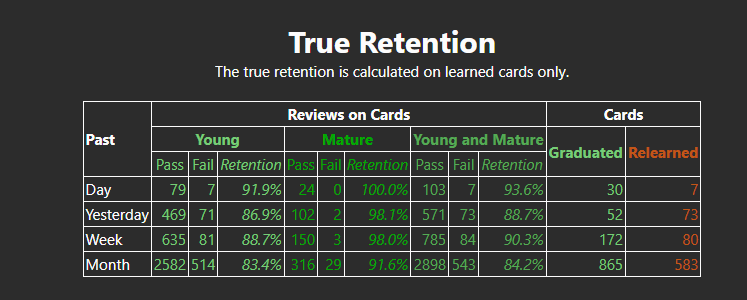 True Retention
The true retention is calculated on learned cards only.
Past Reviews on Cards Cards
Young Mature Young and Mature Graduated Relearned
Pass Fail Retention Pass Fail Retention Pass Fail Retention
Day 79 7 91.9% 24 0 100.0% 103 7 93.6% 30 7
Yesterday 469 71 86.9% 102 2 98.1% 571 73 88.7% 52 73
Week 635 81 88.7% 150 3 98.0% 785 84 90.3% 172 80
Month 2582 514 83.4% 316 29 91.6% 2898 543 84.2% 865 583